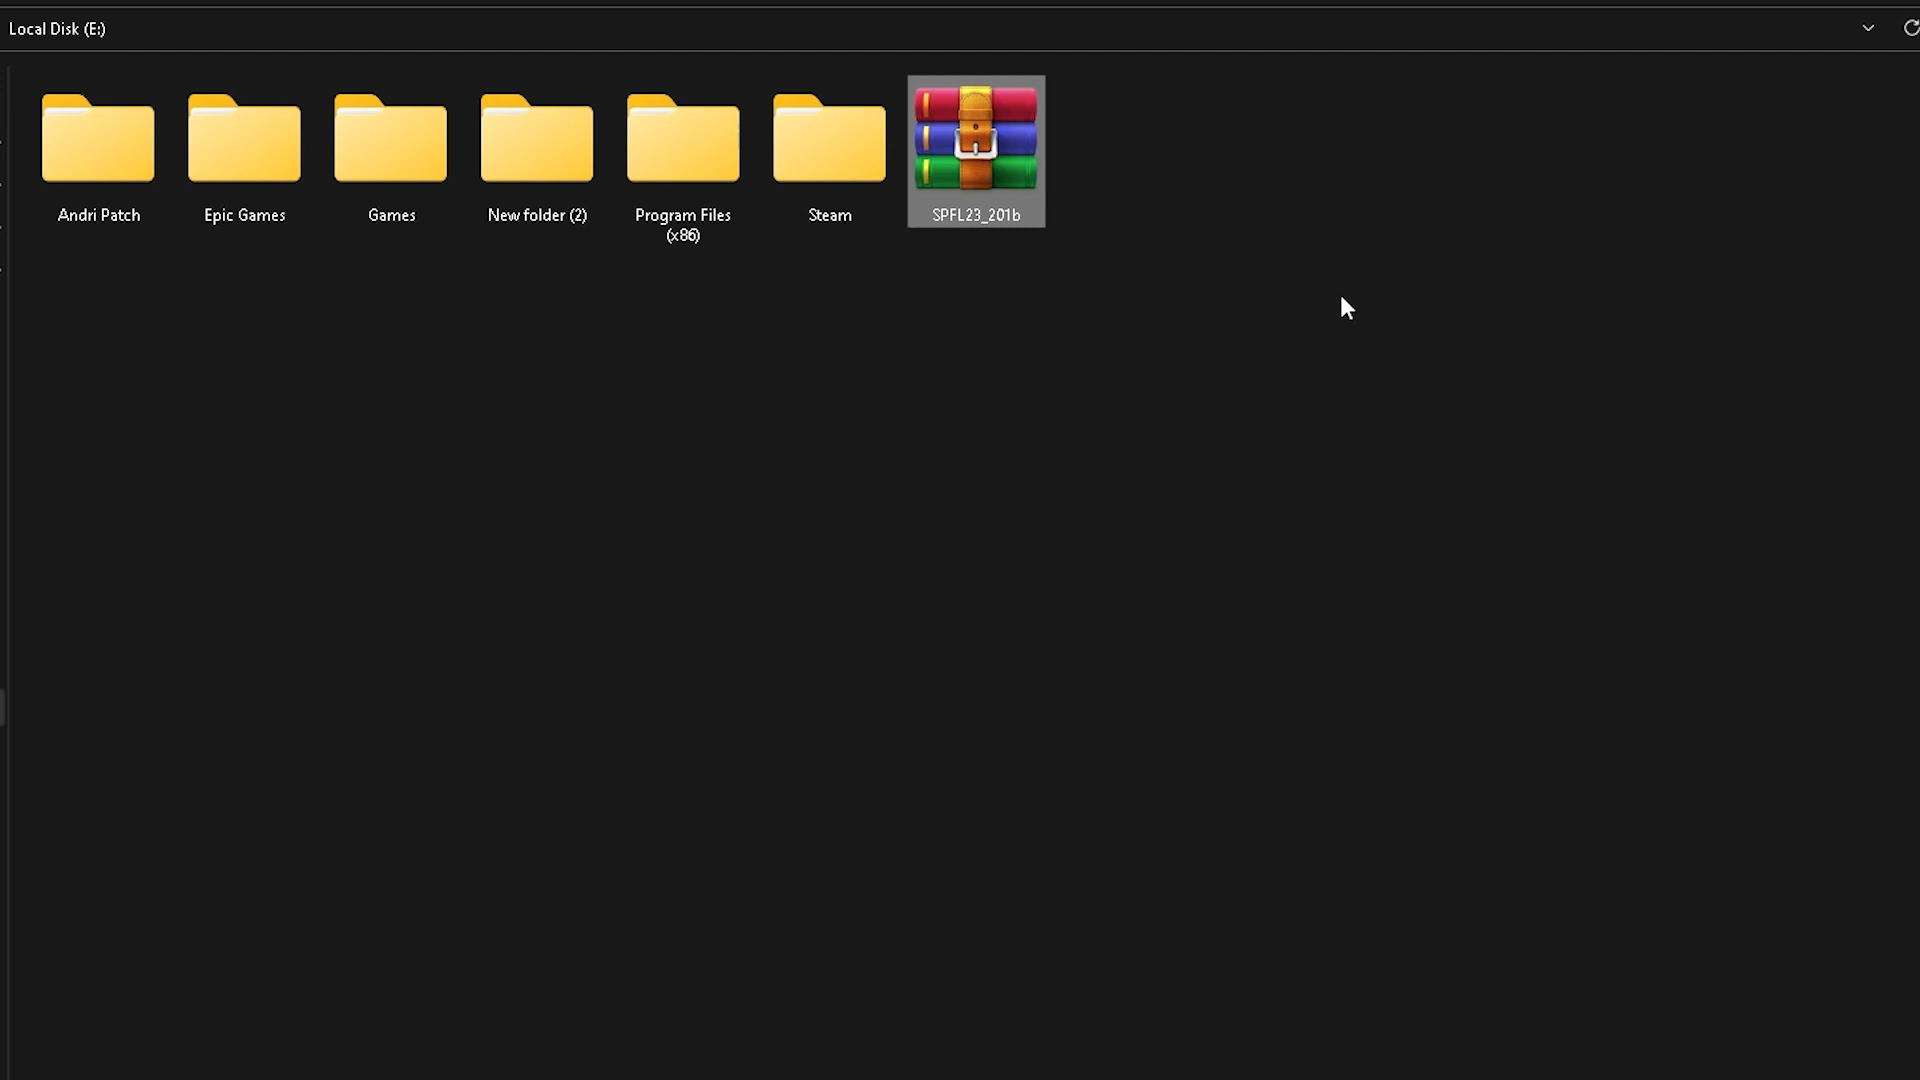 Local Disk (E:)
Andri Patch
Epic Games
Games
New folder (2)
Program Files
(x86)
Steam
SPFL23_201b